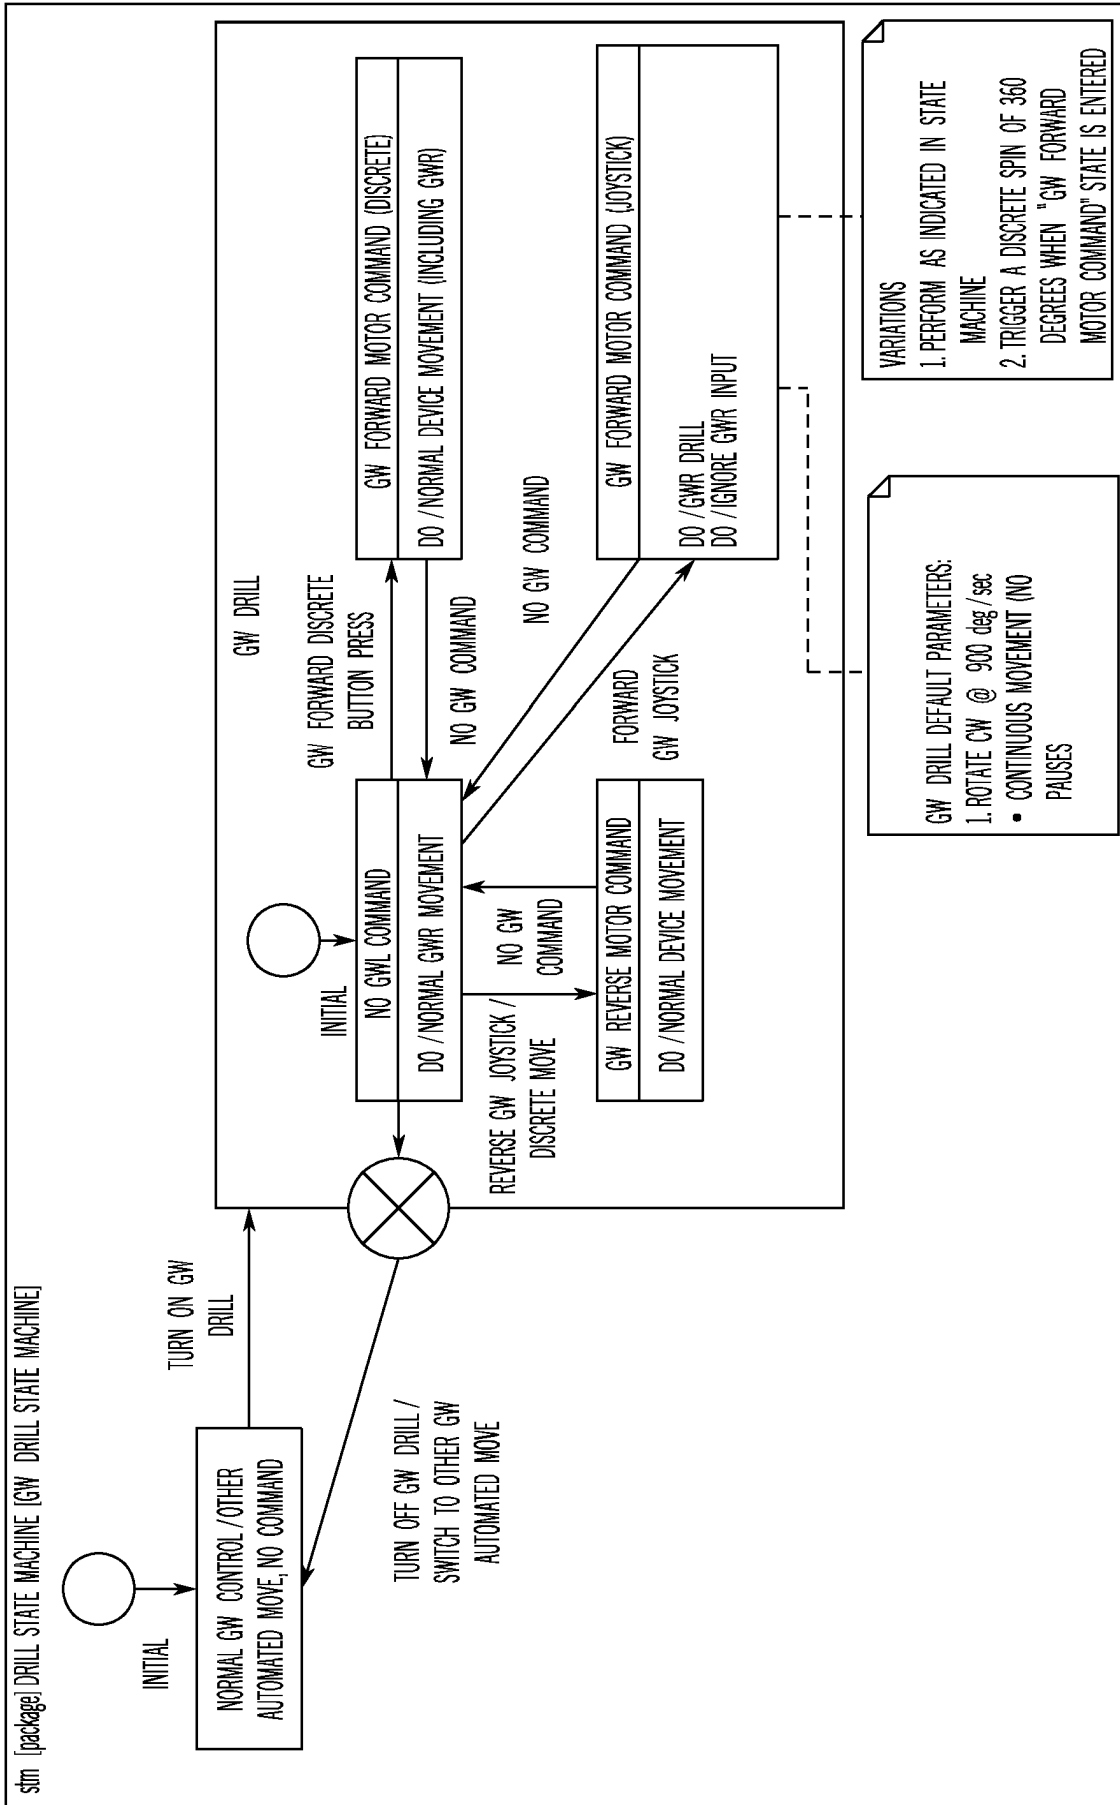 stm [package] DRILL STATE MACHINE [GW DRILL STATE MACHINE]
INITIAL
NORMAL GW CONTROL/OTHER
AUTOMATED MOVE, NO COMMAND
TURN ON GW
DRILL
TURN OFF GW DRILL/
SWITCH TO OTHER GW
AUTOMATED MOVE
GW DRILL
INITIAL
NO GWL COMMAND
DO/NORMAL GWR MOVEMENT
GW FORWARD DISCRETE
BUTTON PRESS
NO GW COMMAND
GW FORWARD MOTOR COMMAND (DISCRETE)
DO/NORMAL DEVICE MOVEMENT (INCLUDING GWR)
REVERSE GW JOYSTICK/
DISCRETE MOVE
NO GW
COMMAND
GW REVERSE MOTOR COMMAND
DO/NORMAL DEVICE MOVEMENT
FORWARD
GW JOYSTICK
NO GW COMMAND
GW FORWARD MOTOR COMMAND (JOYSTICK)
DO/GWR DRILL
DO/IGNORE GWR INPUT
GW DRILL DEFAULT PARAMETERS:
1. ROTATE CW @ 900 deg/sec
• CONTINUOUS MOVEMENT (NO
PAUSES
VARIATIONS
1. PERFORM AS INDICATED IN STATE
MACHINE
2. TRIGGER A DISCRETE SPIN OF 360
DEGREES WHEN "GW FORWARD
MOTOR COMMAND" STATE IS ENTERED